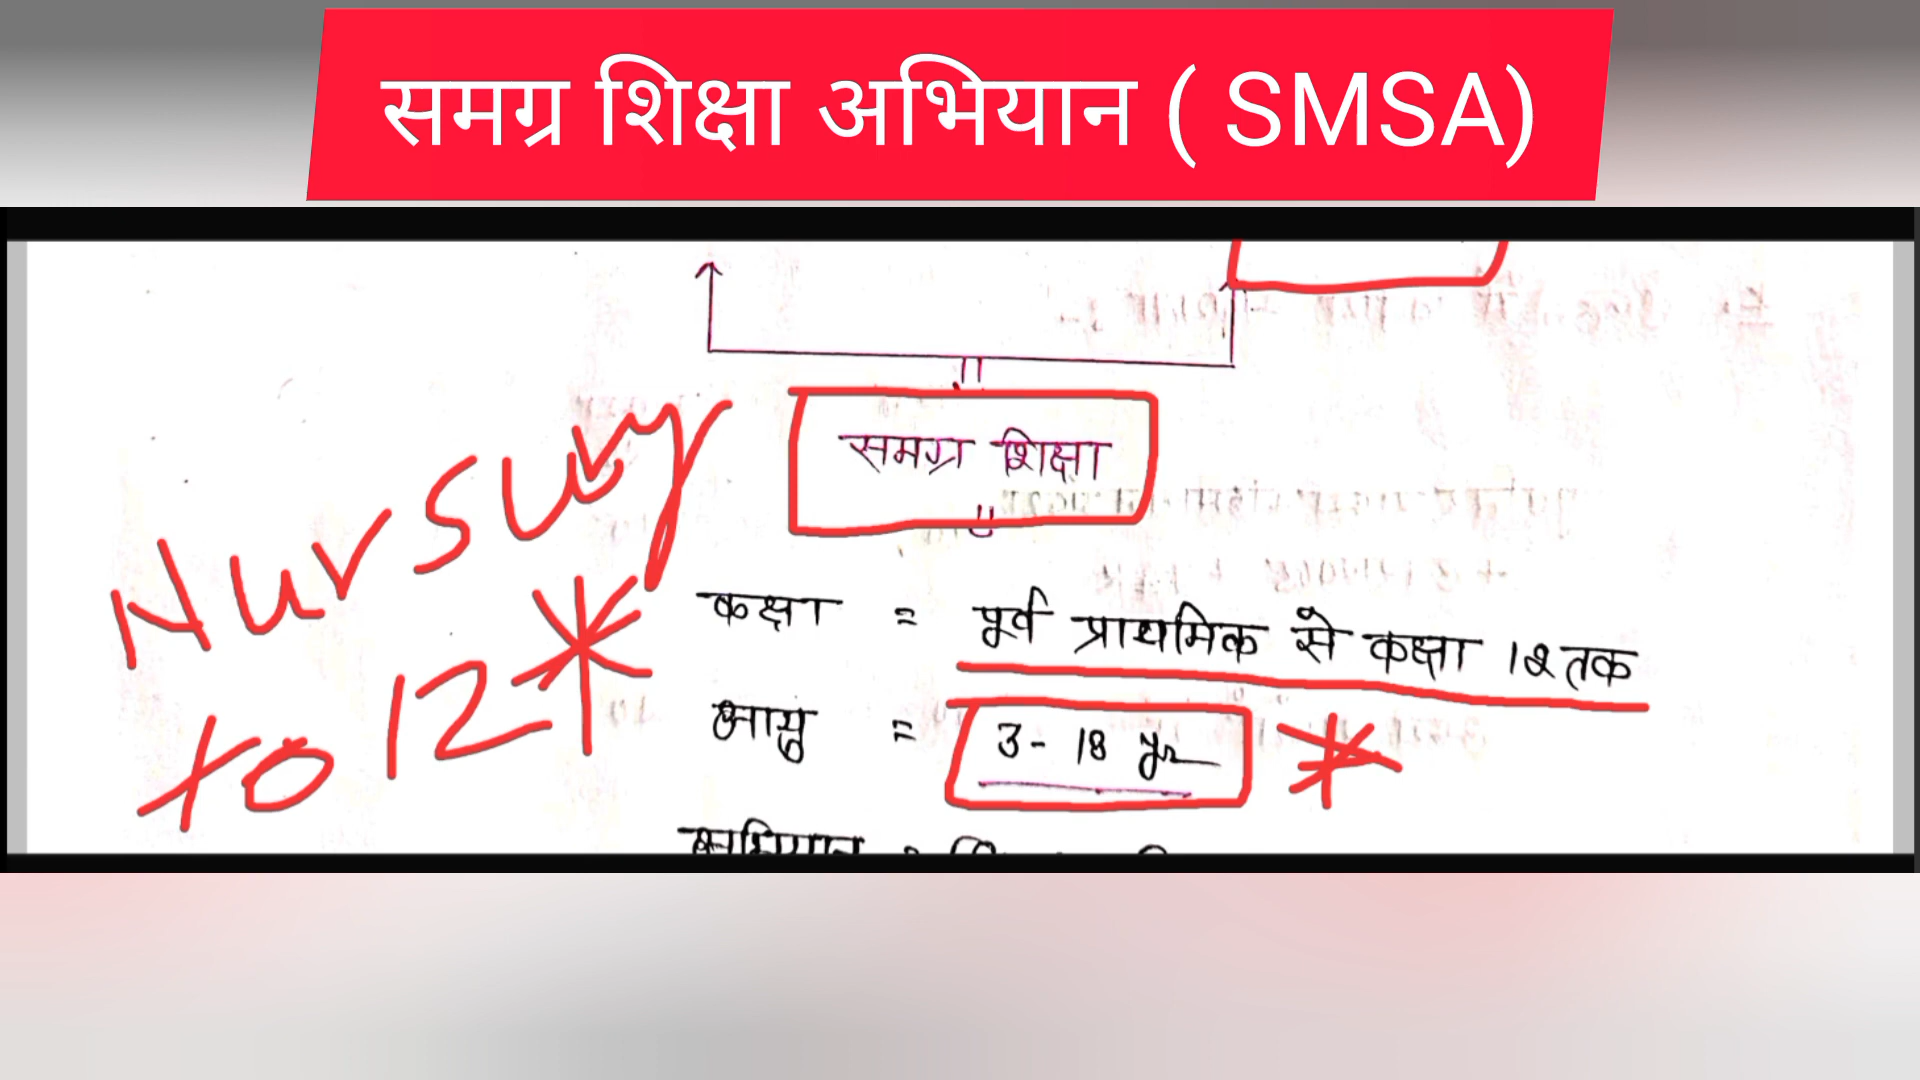 समग्र शिक्षा अभियान ( SMSA)
समग्र शिक्षा
Nursury
to 12
कक्षा = पूर्व प्राथमिक से कक्षा 12 तक
आयु = 3- 18 yr